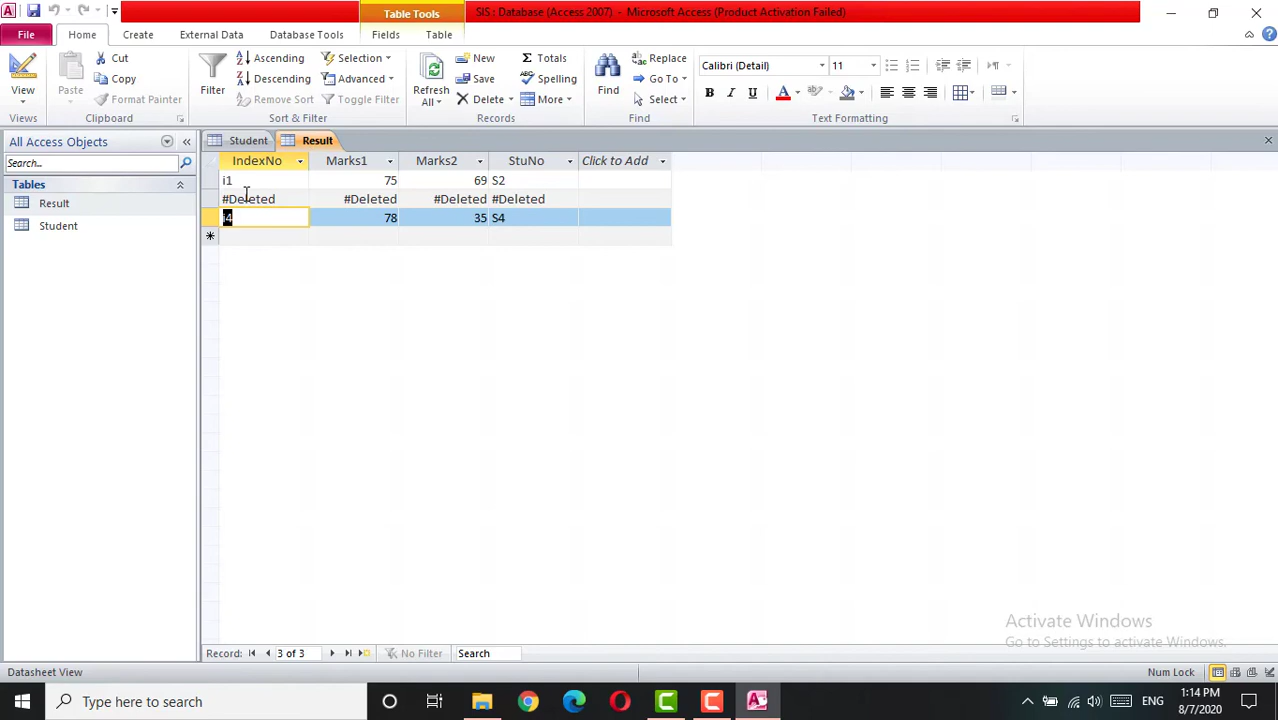 Table Tools
SIS : Database (Access 2007) - Microsoft Access (Product Activation Failed)
File Home Create External Data Database Tools Fields Table
View
Views
Paste
Cut
Copy
Format Painter
Clipboard
Filter
Ascending
Descending
Remove Sort
Selection
Advanced
Toggle Filter
Sort & Filter
Refresh
All
New
Save
Delete
Totals
Spelling
More
Records
Find
Replace
Go To
Select
Find
Calibri (Detail) 11
B I U A
Text Formatting
All Access Objects
Search...
Tables
Result
Student
Student Result
IndexNo Marks1 Marks2 StuNo Click to Add
i1 75 69 S2
#Deleted #Deleted #Deleted #Deleted
i4 78 35 S4
Activate Windows
Go to Settings to activate Windows.
Record: 3 of 3 No Filter Search
Datasheet View Num Lock
Type here to search
ENG
1:14 PM
8/7/2020